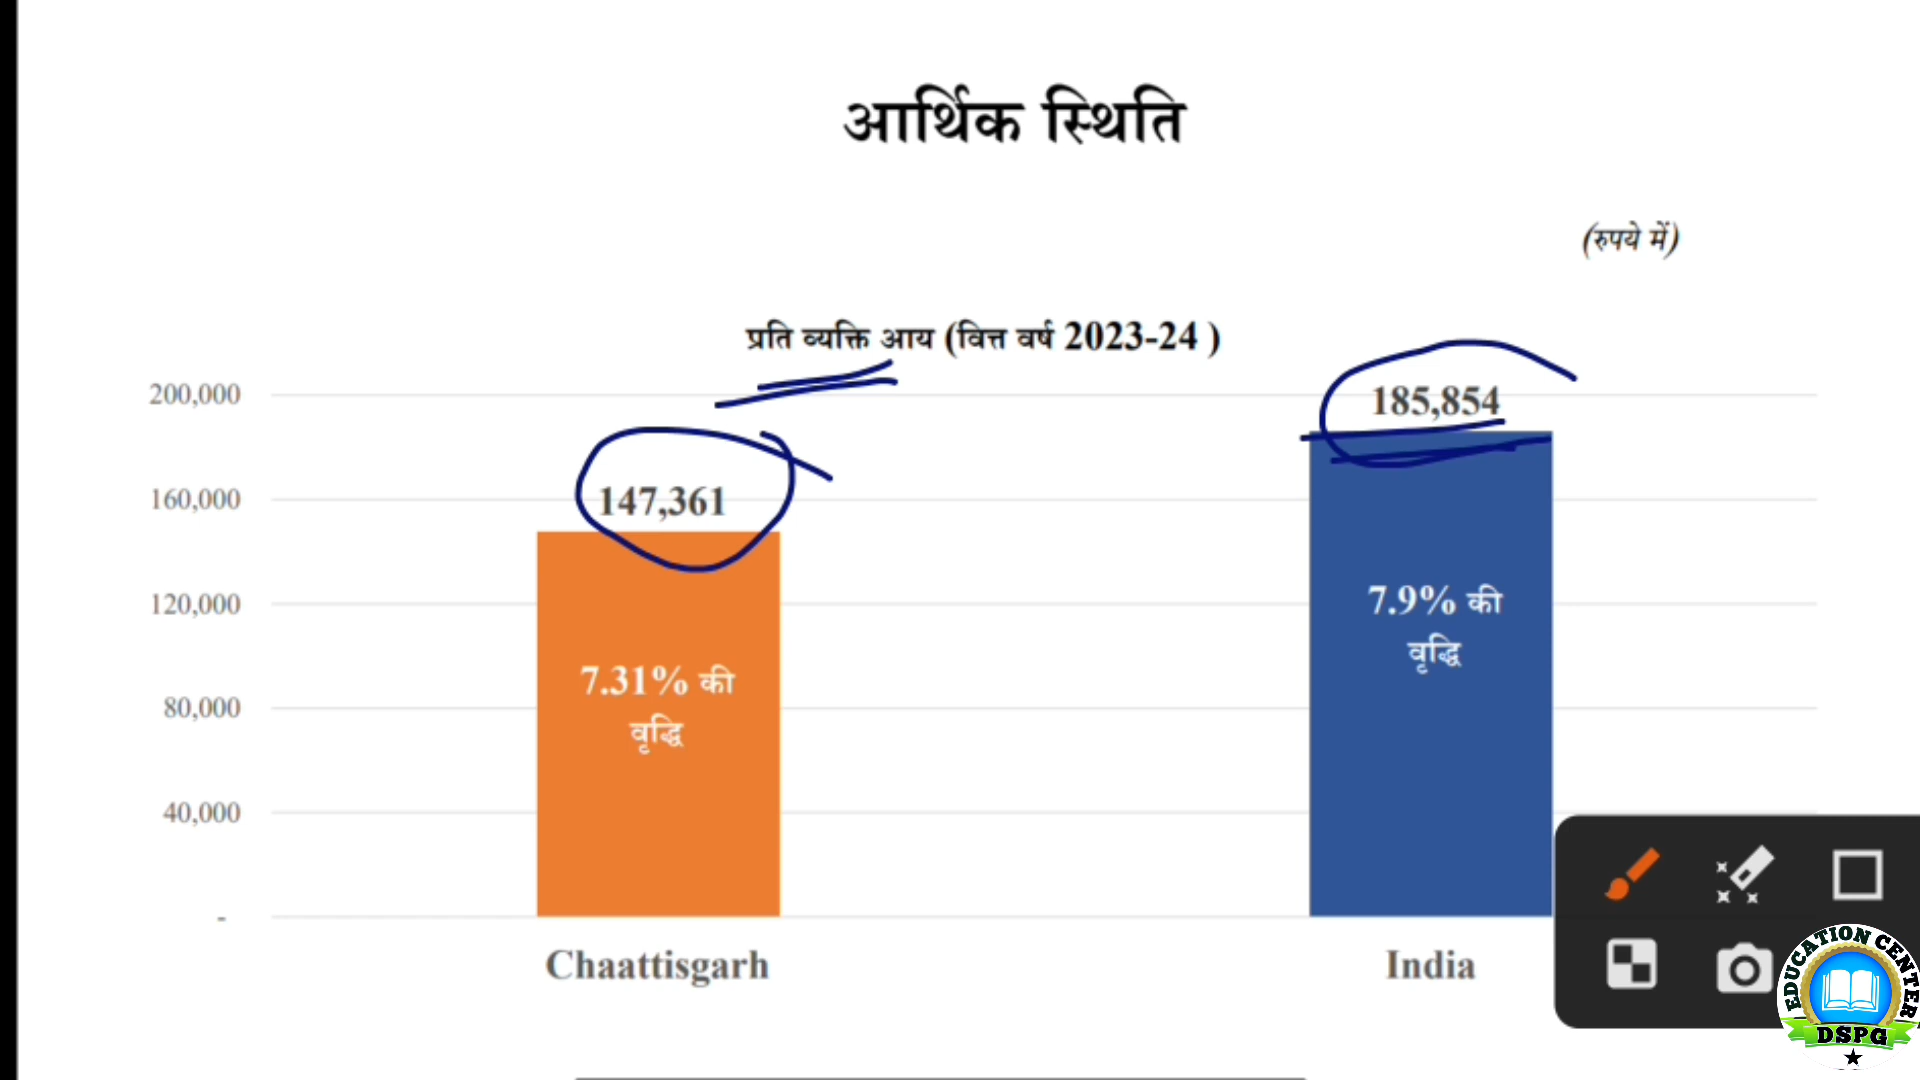 आर्थिक स्थिति
(रुपये में)
प्रति व्यक्ति आय (वित्त वर्ष 2023-24 )
200,000
160,000
120,000
80,000
40,000
-
147,361
185,854
7.31% की
वृद्धि
7.9% की
वृद्धि
Chaattisgarh
India
EDUCATION CENTER
DSPG